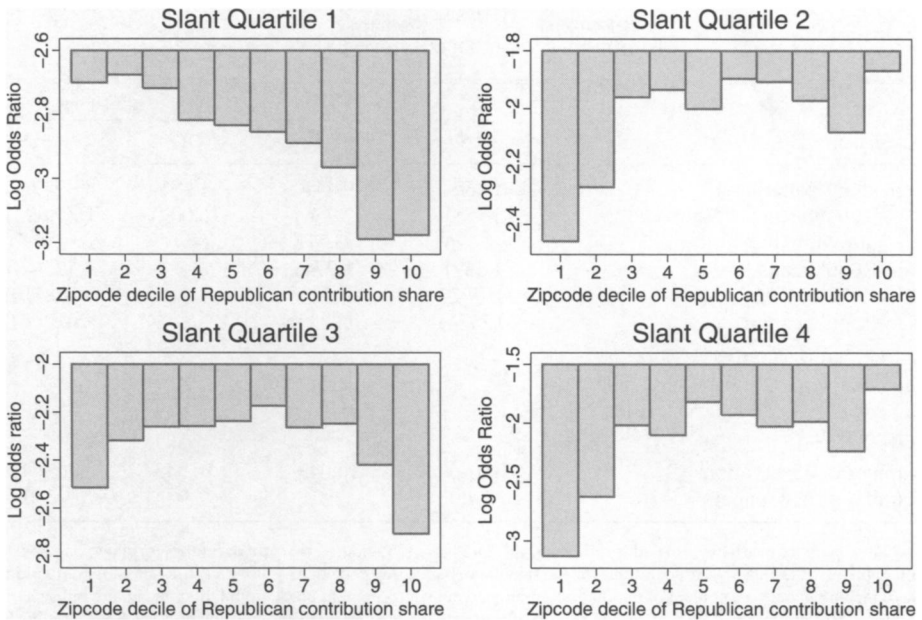 Slant Quartile 1
Log Odds Ratio
-2.6
-2.8
-3
-3.2
1 2 3 4 5 6 7 8 9 10
Zipcode decile of Republican contribution share
Slant Quartile 2
Log Odds Ratio
-1.8
-2
-2.2
-2.4
1 2 3 4 5 6 7 8 9 10
Zipcode decile of Republican contribution share
Slant Quartile 3
Log odds ratio
-2
-2.2
-2.4
-2.6
-2.8
1 2 3 4 5 6 7 8 9 10
Zipcode decile of Republican contribution share
Slant Quartile 4
Log Odds Ratio
-1.5
-2
-2.5
-3
1 2 3 4 5 6 7 8 9 10
Zipcode decile of Republican contribution share